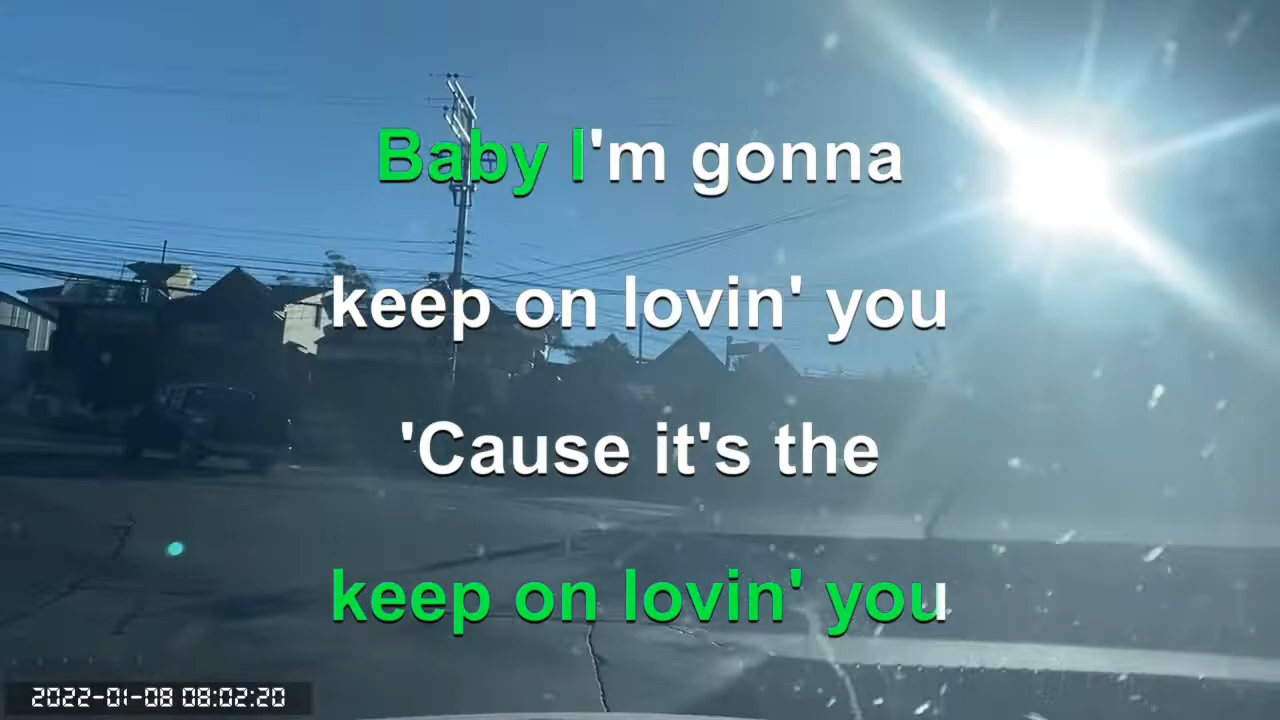 Baby I'm gonna
keep on lovin' you
'Cause it's the
keep on lovin' you
2022-01-08 08:02:20